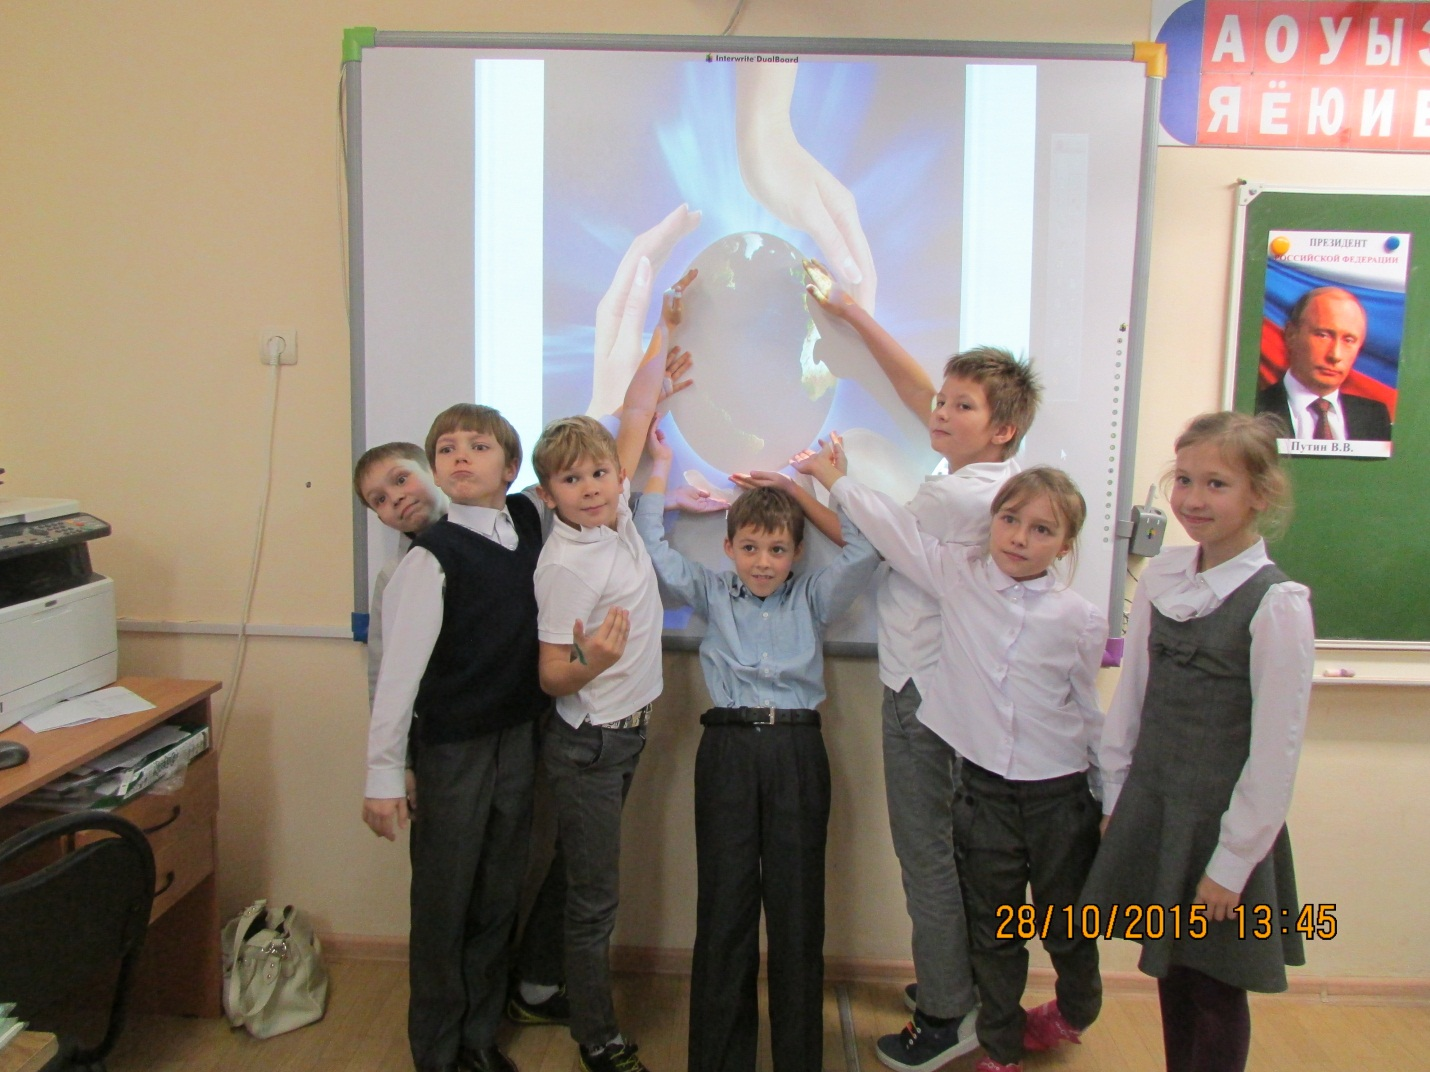 Interwrite DualBoard
А О У Ы Э
Я Ё Ю И Е
ПРЕЗИДЕНТ
РОССИЙСКОЙ ФЕДЕРАЦИИ
Путин В.В.
28/10/2015 13:45